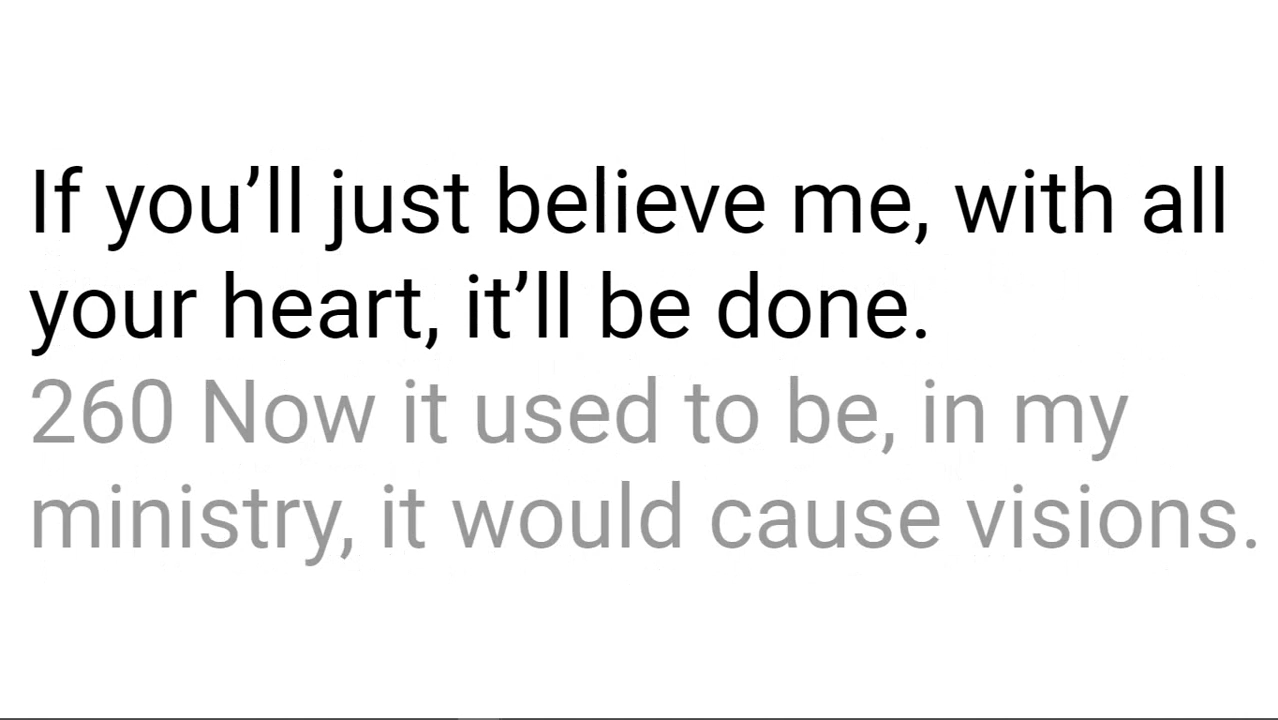 If you’ll just believe me, with all
your heart, it’ll be done.
260 Now it used to be, in my
ministry, it would cause visions.